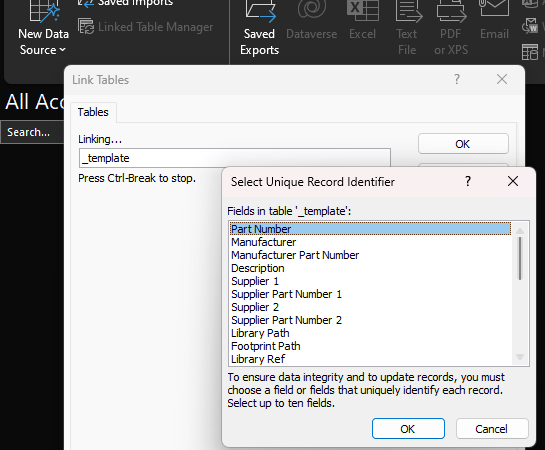 Saved Imports
Linked Table Manager
New Data
Source
Saved
Exports
Dataverse
Excel
Text
File
PDF
or XPS
Email
Link Tables
?
All Acc
Tables
Search...
Linking...
OK
_template
Press Ctrl-Break to stop.
Select Unique Record Identifier
?
Fields in table '_template':
Part Number
Manufacturer
Manufacturer Part Number
Description
Supplier 1
Supplier Part Number 1
Supplier 2
Supplier Part Number 2
Library Path
Footprint Path
Library Ref
To ensure data integrity and to update records, you must
choose a field or fields that uniquely identify each record.
Select up to ten fields.
OK
Cancel